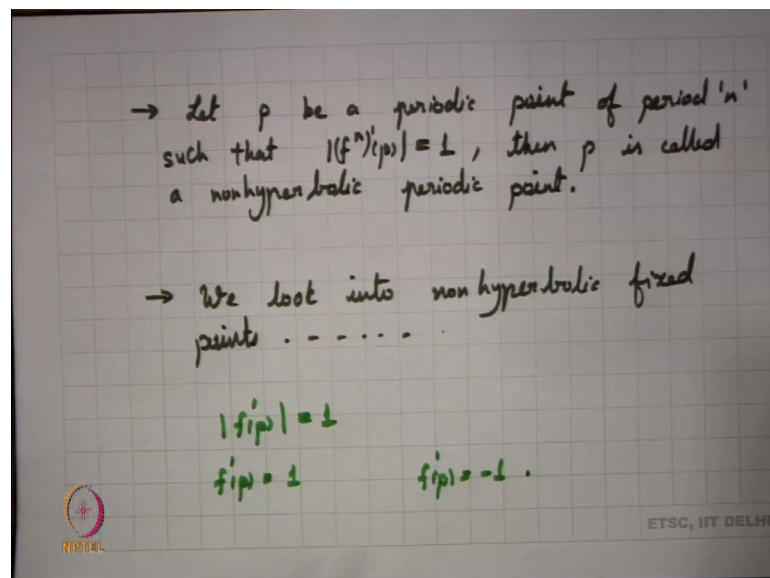 → Let p be a periodic point of period 'n'
such that |(fⁿ)'(p)| = 1, then p is called
a nonhyperbolic periodic point.
→ We look into nonhyperbolic fixed
points . - - - - - .
|f'(p)| = 1
f'(p) = 1 f'(p) = -1 .
NPTEL
ETSC, IIT DELHI